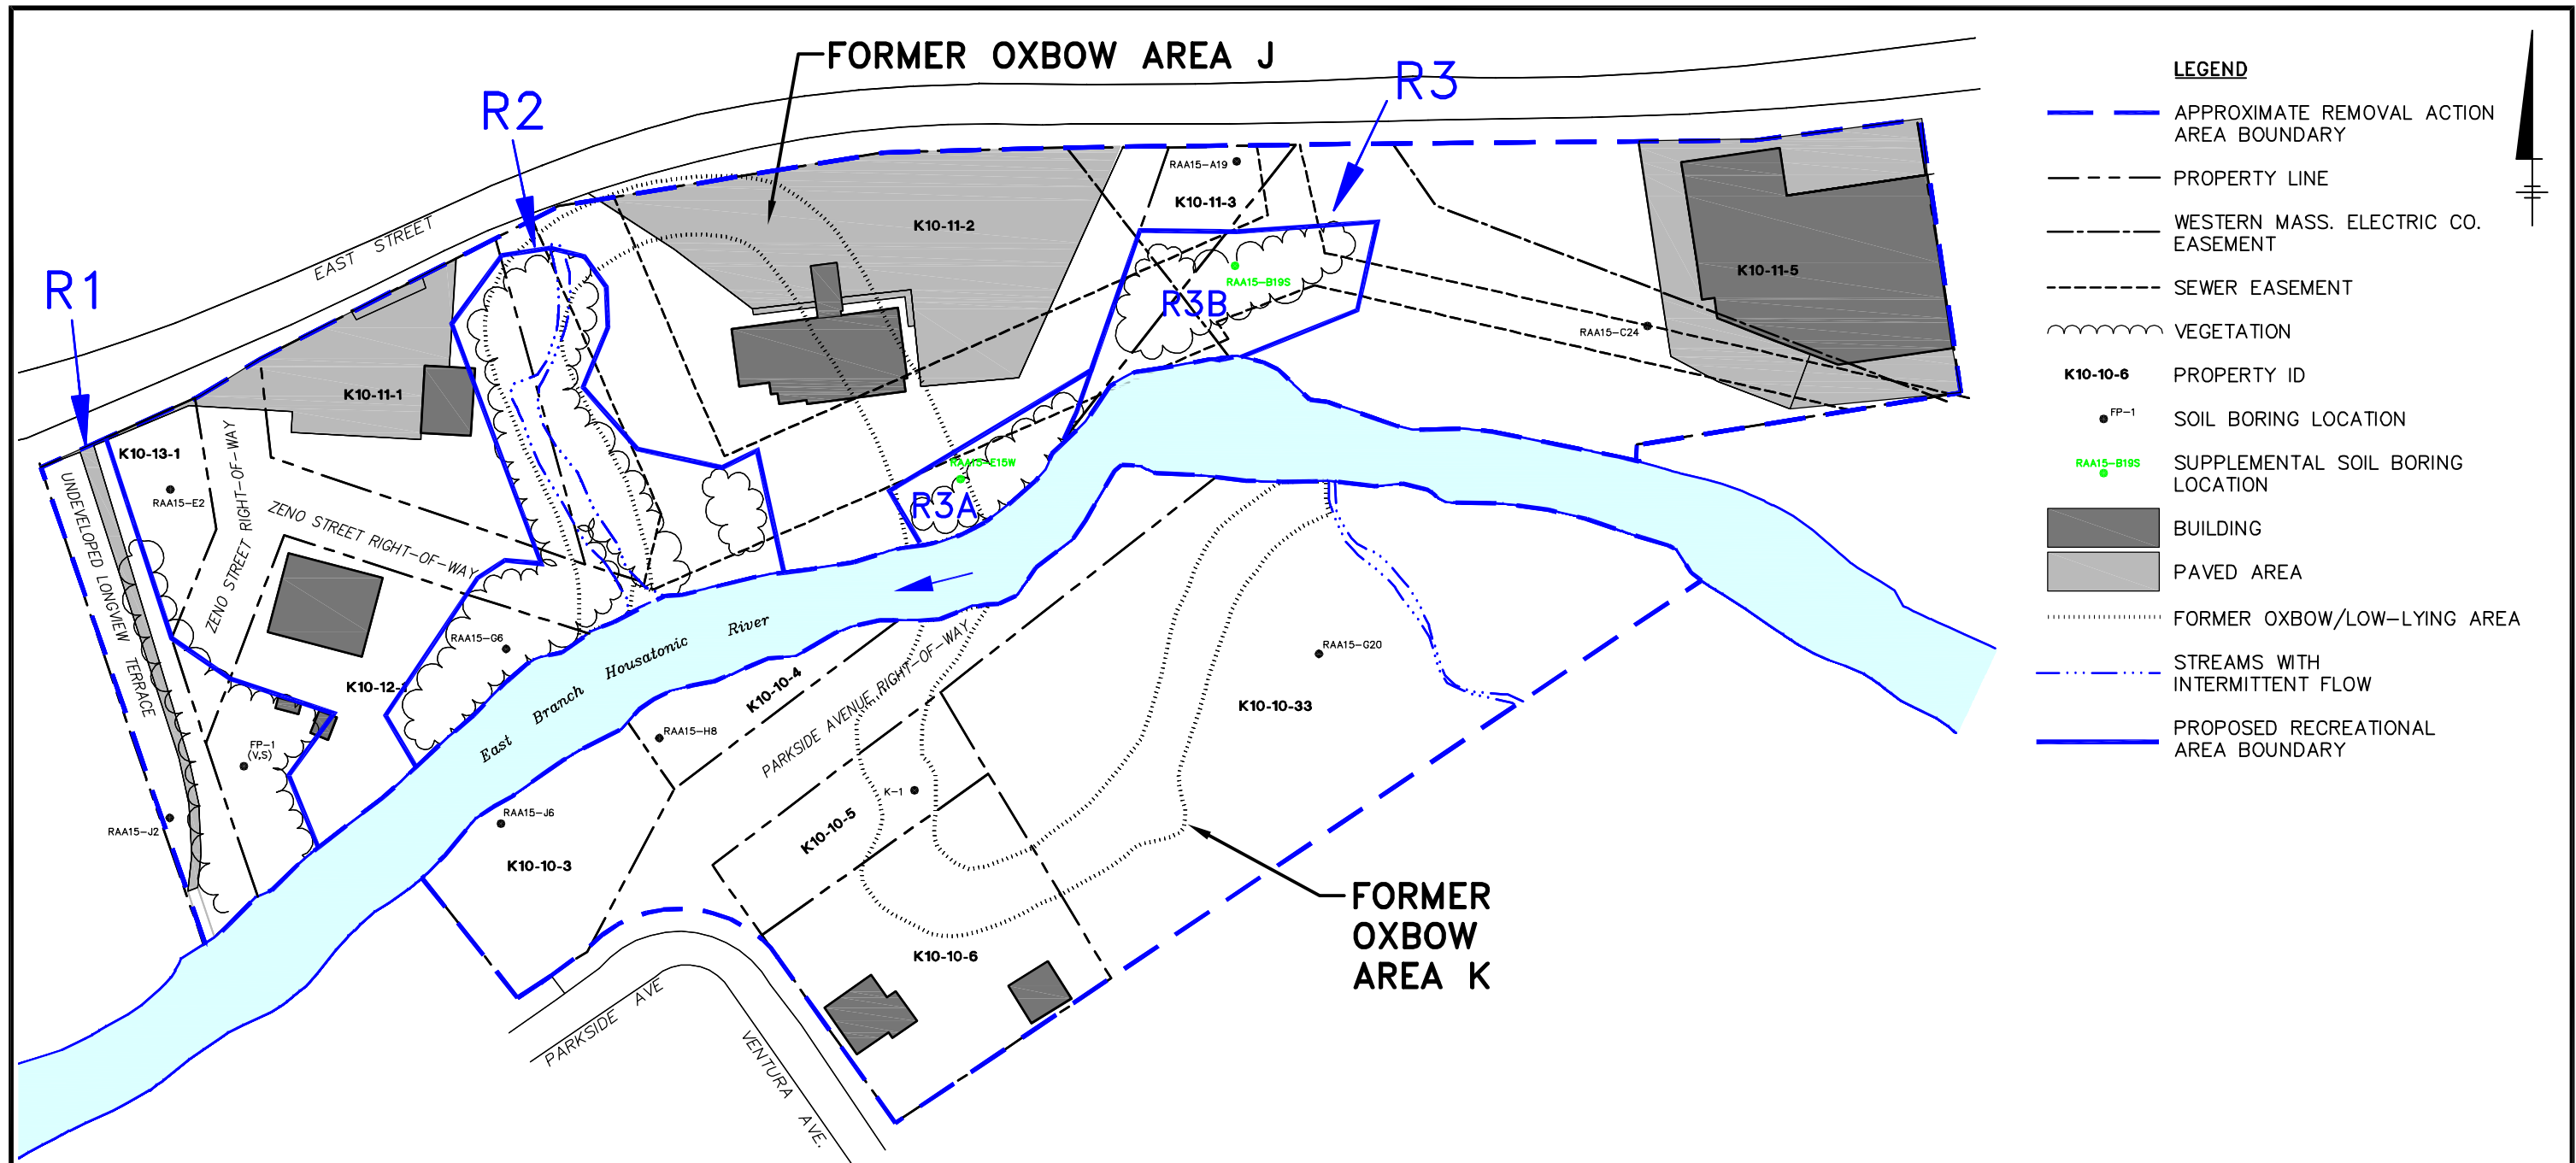 FORMER OXBOW AREA J
R1
R2
R3
EAST STREET
RAA15-A19
K10-11-3
K10-11-2
RAA15-B19S
R3B
K10-11-5
RAA15-C24
K10-11-1
K10-13-1
RAA15-E2
UNDEVELOPED LONGVIEW TERRACE
ZENO STREET RIGHT-OF-WAY
ZENO STREET RIGHT-OF-WAY
RAA15-E15W
R3A
RAA15-G6
K10-12-1
FP-1
(V,S)
RAA15-J2
East Branch Housatonic River
K10-10-4
PARKSIDE AVENUE RIGHT-OF-WAY
RAA15-H8
RAA15-J6
K10-10-3
K-1
K10-10-5
K10-10-6
RAA15-G20
K10-10-33
FORMER
OXBOW
AREA K
PARKSIDE AVE
VENTURA AVE.
LEGEND
APPROXIMATE REMOVAL ACTION
AREA BOUNDARY
PROPERTY LINE
WESTERN MASS. ELECTRIC CO.
EASEMENT
SEWER EASEMENT
VEGETATION
K10-10-6 PROPERTY ID
FP-1 SOIL BORING LOCATION
RAA15-B19S SUPPLEMENTAL SOIL BORING
LOCATION
BUILDING
PAVED AREA
FORMER OXBOW/LOW-LYING AREA
STREAMS WITH
INTERMITTENT FLOW
PROPOSED RECREATIONAL
AREA BOUNDARY